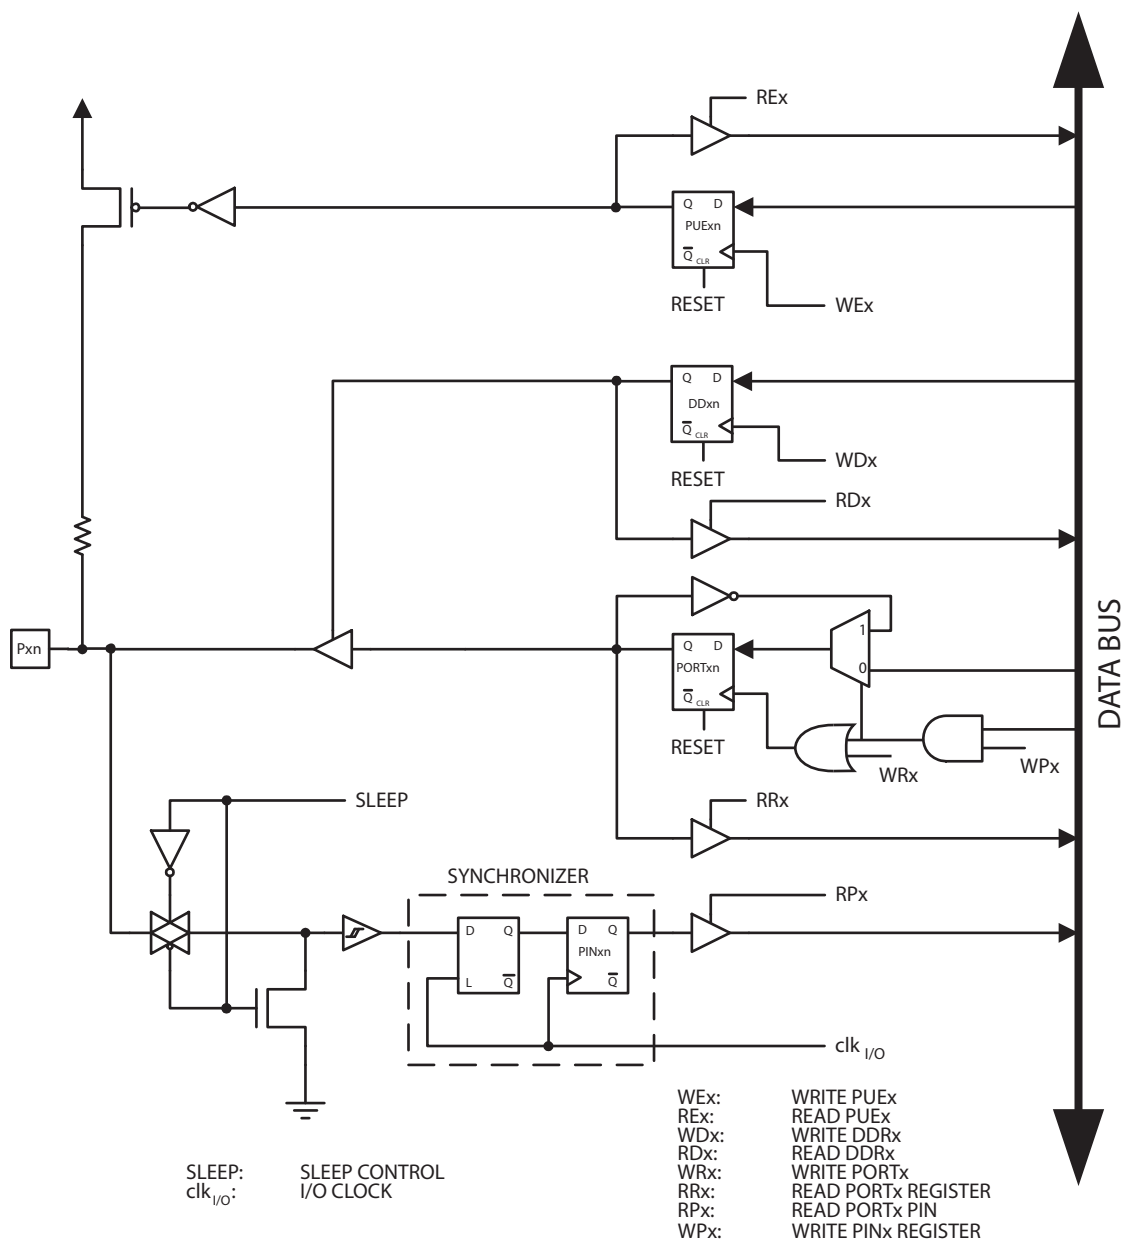 REx
Q D
PUExn
Q CLR
RESET
WEx
Q D
DDxn
Q CLR
RESET
WDx
RDx
1
Pxn
Q D
PORTxn
0
Q CLR
RESET
WRx
WPx
DATA BUS
SLEEP
RRx
SYNCHRONIZER
RPx
D Q
D Q
PINxn
L Q
Q
clk I/O
WEx: WRITE PUEx
REx: READ PUEx
WDx: WRITE DDRx
RDx: READ DDRx
SLEEP: SLEEP CONTROL
WRx: WRITE PORTx
clk I/O: I/O CLOCK
RRx: READ PORTx REGISTER
RPx: READ PORTx PIN
WPx: WRITE PINx REGISTER